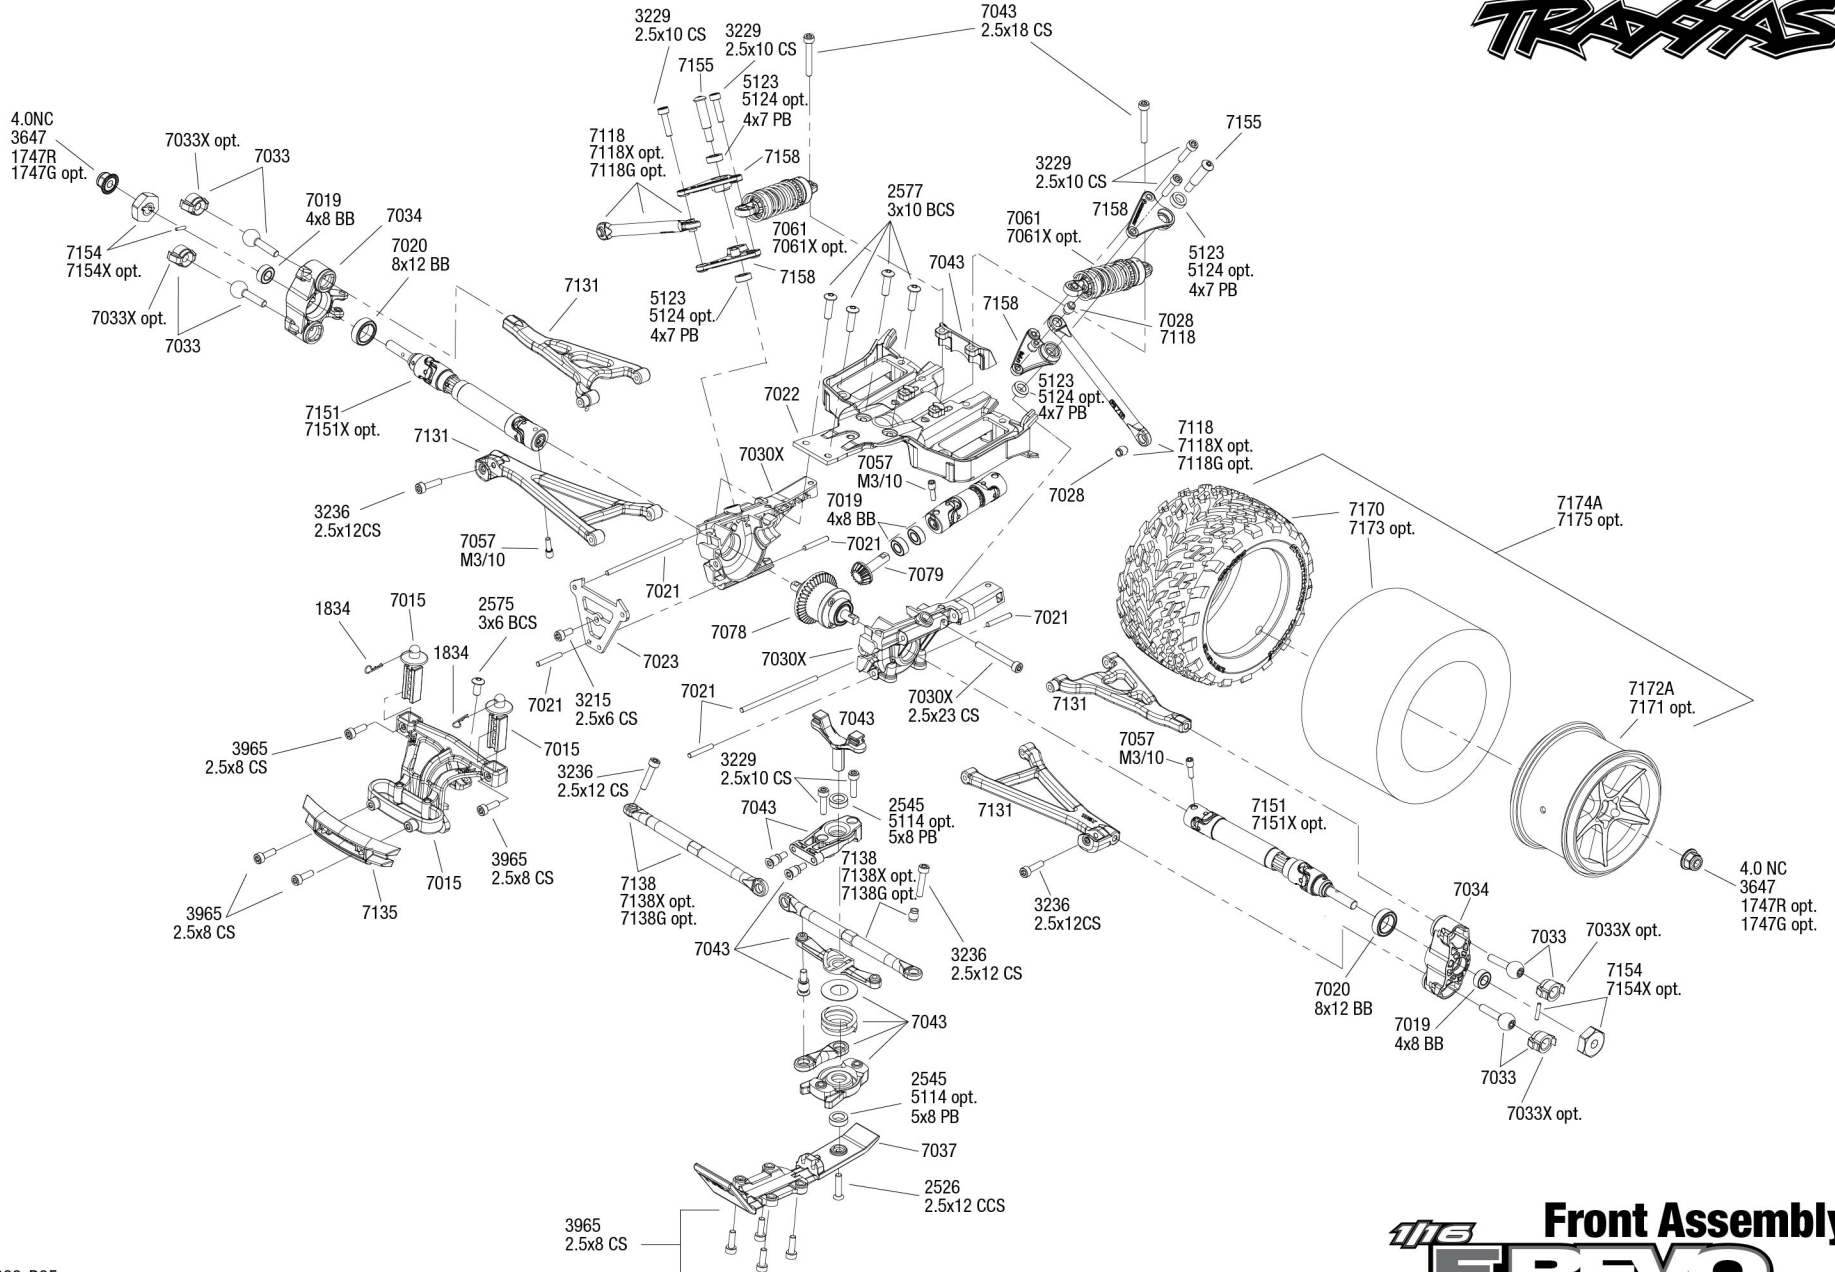 TRAXXAS
3229
2.5x10 CS
3229
2.5x10 CS
7043
2.5x18 CS
7155
5123
5124 opt.
4x7 PB
4.0NC
3647
1747R
1747G opt.
7033X opt.
7033
7118
7118X opt.
7118G opt.
7158
7155
3229
2.5x10 CS
7019
4x8 BB
7034
2577
3x10 BCS
7158
7061
7061X opt.
7061
7061X opt.
7154
7154X opt.
7020
8x12 BB
7158
7043
5123
5124 opt.
4x7 PB
7033X opt.
7033
7131
5123
5124 opt.
4x7 PB
7158
7028
7118
7151
7151X opt.
7022
5123
5124 opt.
4x7 PB
7131
7030X
7057
M3/10
7118
7118X opt.
7118G opt.
7028
3236
2.5x12CS
7019
4x8 BB
7170
7173 opt.
7174A
7175 opt.
7057
M3/10
7021
7021
7079
1834
7015
2575
3x6 BCS
7078
7021
1834
7023
7030X
7021
3215
2.5x6 CS
7021
7030X
2.5x23 CS
7131
7172A
7171 opt.
3965
2.5x8 CS
7015
3236
2.5x12 CS
7043
3229
2.5x10 CS
7057
M3/10
7043
2545
5114 opt.
5x8 PB
7131
7151
7151X opt.
3965
2.5x8 CS
7015
7135
3965
2.5x8 CS
7138
7138X opt.
7138G opt.
7138
7138X opt.
7138G opt.
3236
2.5x12CS
7034
4.0 NC
3647
1747R opt.
1747G opt.
7043
3236
2.5x12 CS
7033
7033X opt.
7020
8x12 BB
7154
7154X opt.
7043
7019
4x8 BB
7033
7033X opt.
2545
5114 opt.
5x8 PB
7037
2526
2.5x12 CCS
3965
2.5x8 CS
Front Assembly
1/16